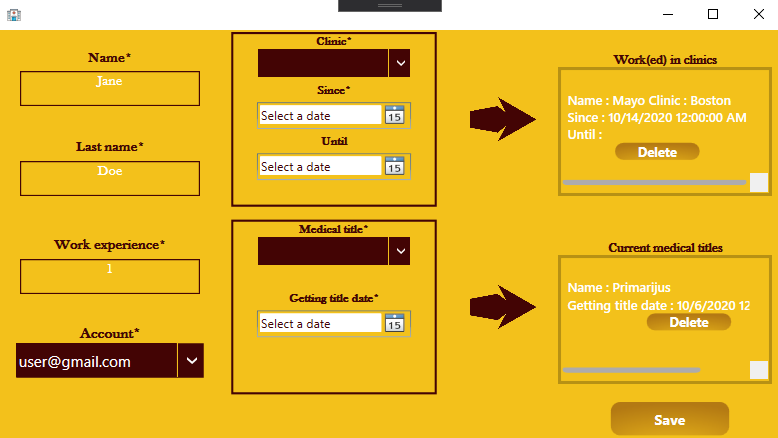 Name*
Jane
Last name*
Doe
Work experience*
1
Account*
user@gmail.com
Clinic*
Since*
Select a date
15
Until
Select a date
15
Medical title*
Getting title date*
Select a date
15
Work(ed) in clinics
Name : Mayo Clinic : Boston
Since : 10/14/2020 12:00:00 AM
Until :
Delete
Current medical titles
Name : Primarijus
Getting title date : 10/6/2020 12
Delete
Save